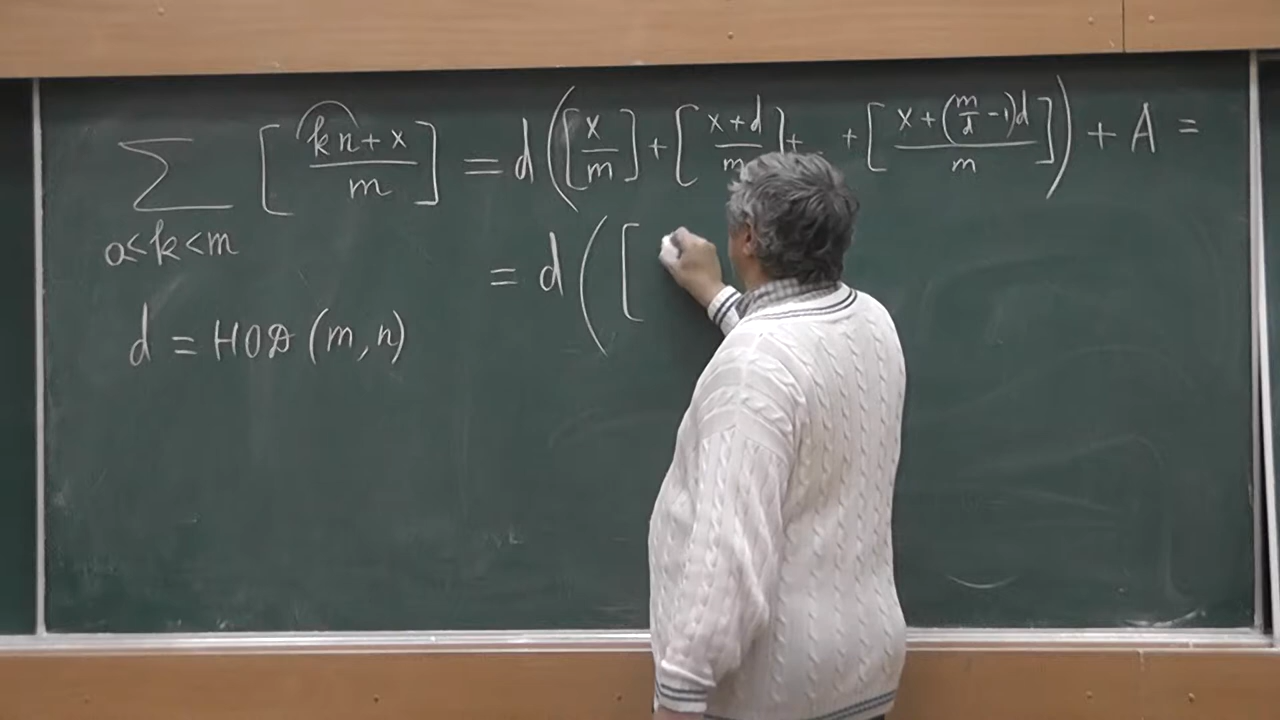 ∑ [(kn+x)/m] = d([x/m] + [(x+d)/m] + ... + [(x+(m/d −1)d)/m]) + A =
0<k<m
= d([
d = НОД(m,n)